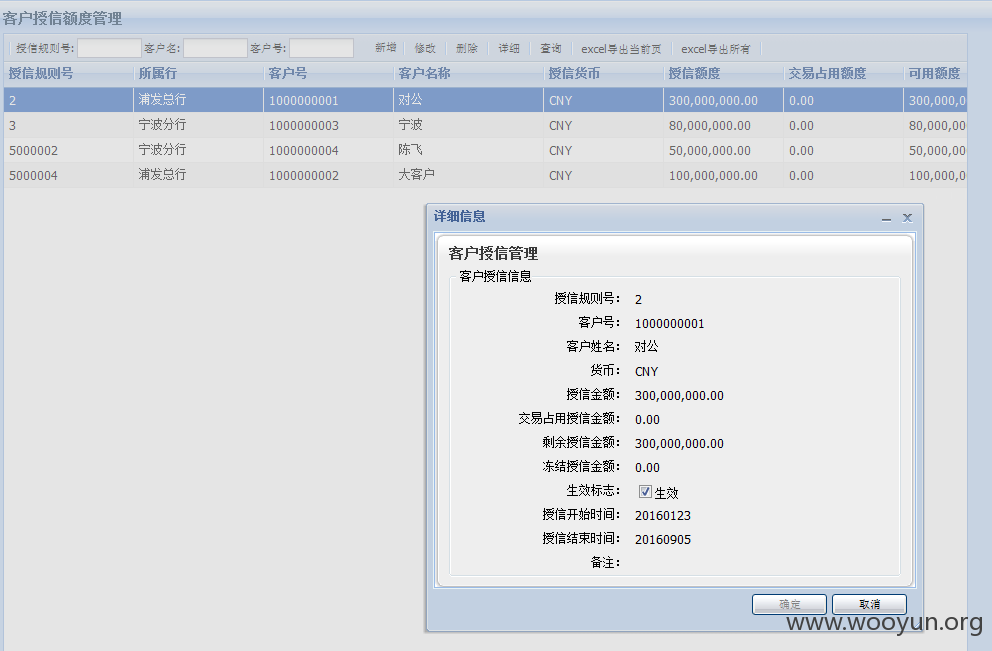 客户授信额度管理
授信规则号: 客户名: 客户号: 新增 修改 删除 详细 查询 excel导出当前页 excel导出所有
授信规则号 所属行 客户号 客户名称 授信货币 授信额度 交易占用额度 可用额度
2 浦发总行 1000000001 对公 CNY 300,000,000.00 0.00 300,000,0
3 宁波分行 1000000003 宁波 CNY 80,000,000.00 0.00 80,000,00
5000002 宁波分行 1000000004 陈飞 CNY 50,000,000.00 0.00 50,000,00
5000004 浦发总行 1000000002 大客户 CNY 100,000,000.00 0.00 100,000,0
详细信息
客户授信管理
客户授信信息
授信规则号: 2
客户号: 1000000001
客户姓名: 对公
货币: CNY
授信金额: 300,000,000.00
交易占用授信金额: 0.00
剩余授信金额: 300,000,000.00
冻结授信金额: 0.00
生效标志: 生效
授信开始时间: 20160123
授信结束时间: 20160905
备注:
确定 取消
www.wooyun.org